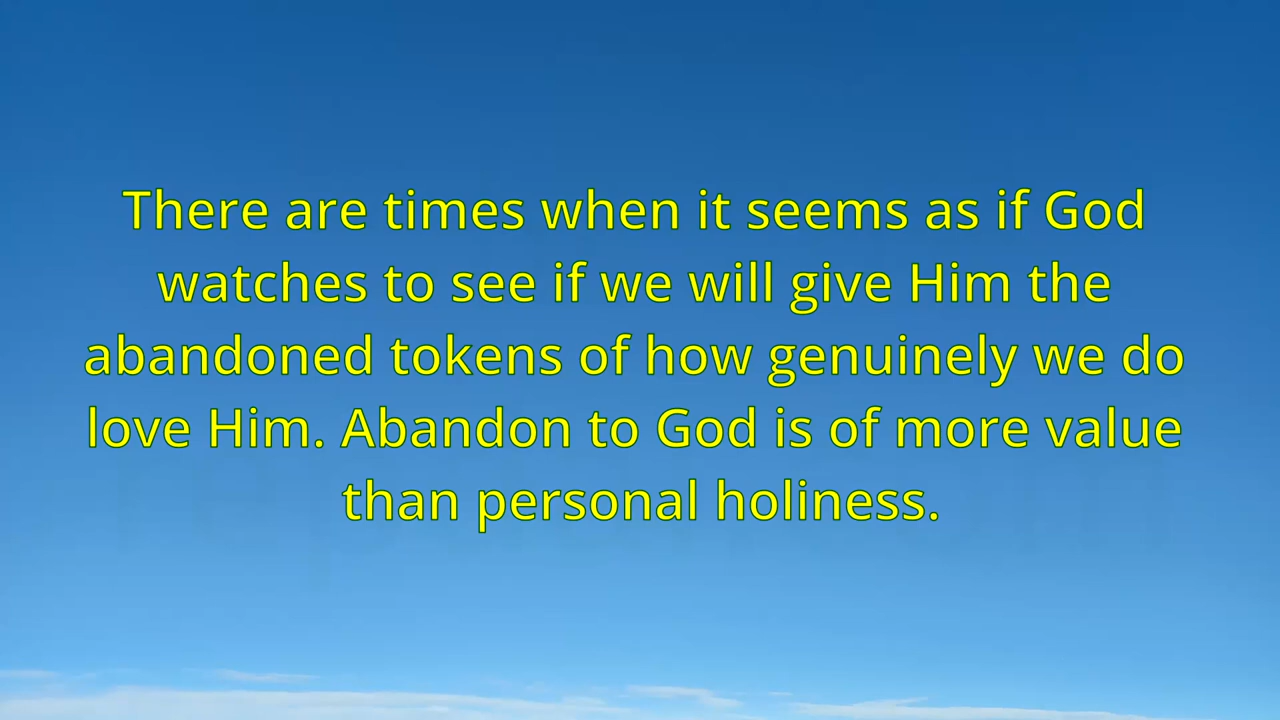 There are times when it seems as if God
watches to see if we will give Him the
abandoned tokens of how genuinely we do
love Him. Abandon to God is of more value
than personal holiness.